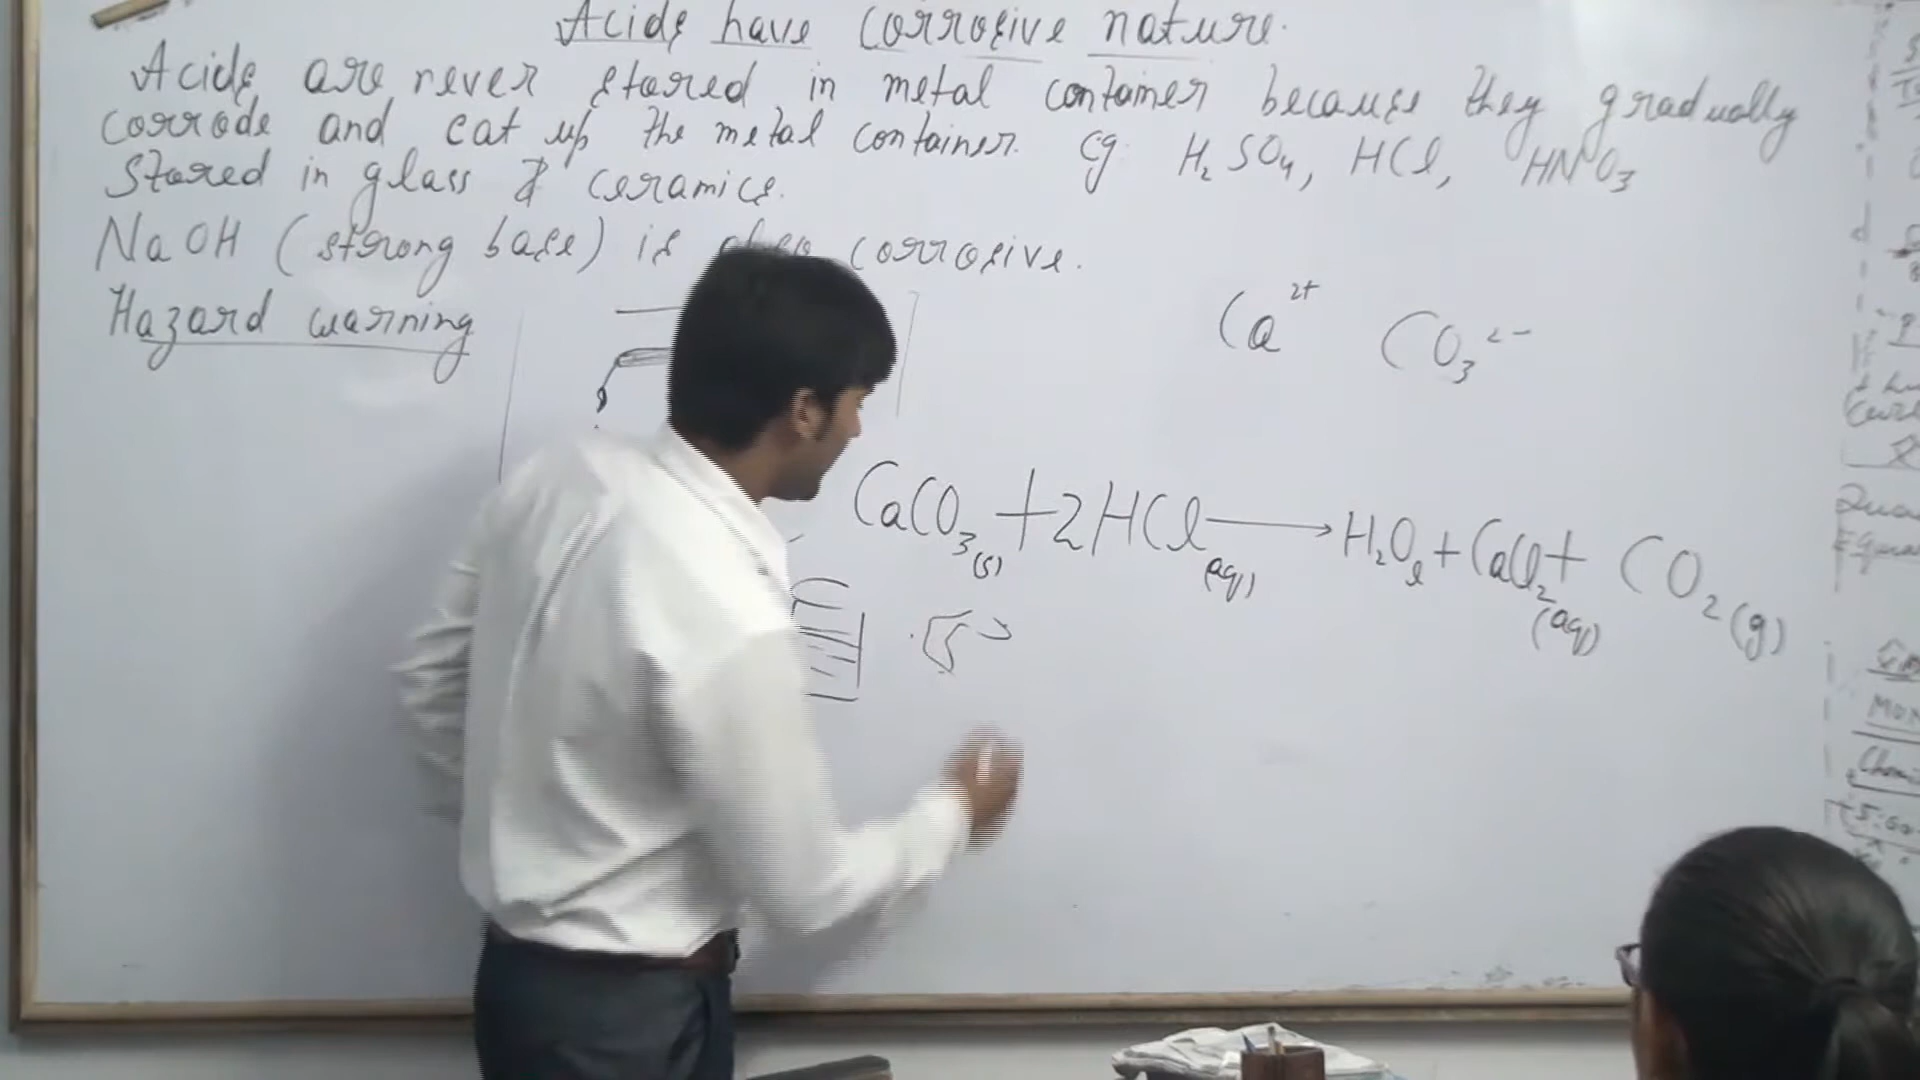 Acids have corrosive nature.
Acids are never stored in metal container because they gradually
corrode and eat up the metal container. eg. H₂SO₄, HCl, HNO₃
Stored in glass & ceramics.
NaOH (strong base) is also corrosive.
Hazard warning
Ca²⁺ CO₃²⁻
CaCO₃(s) + 2HCl(aq) → H₂O l + CaCl₂(aq) + CO₂(g)